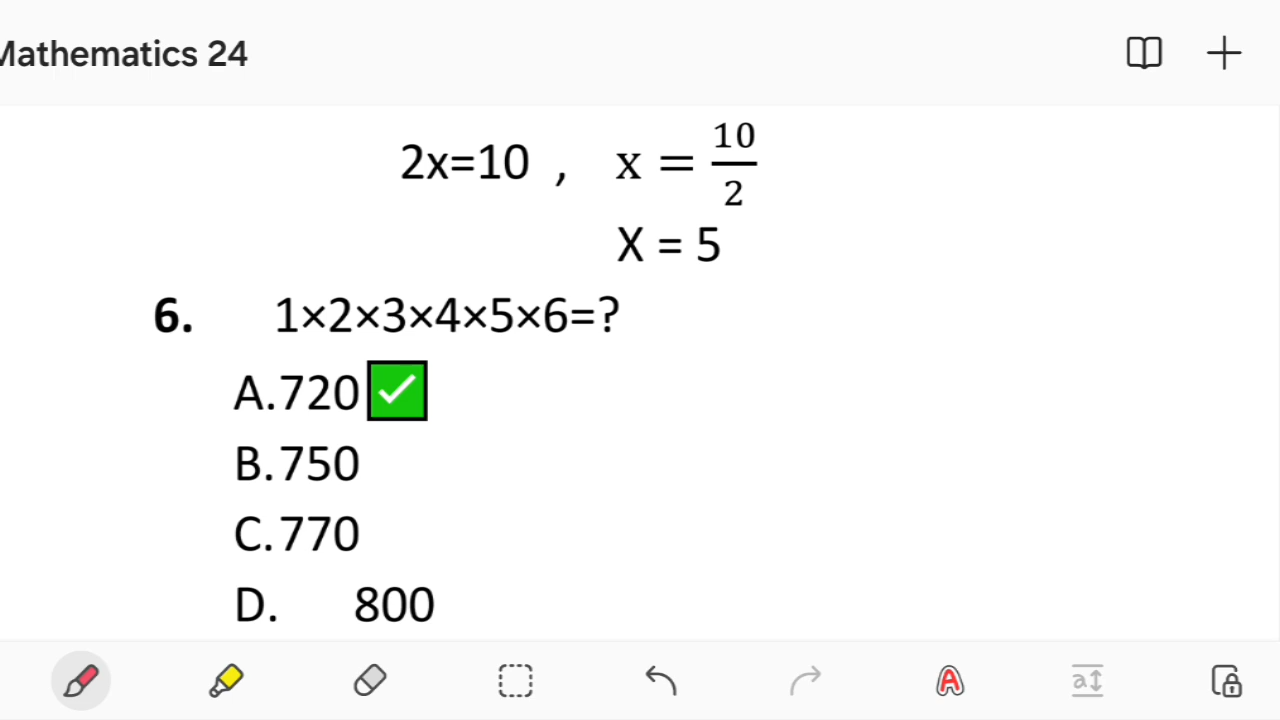 Mathematics 24
2x=10 , x = 10/2
X = 5
6. 1×2×3×4×5×6=?
A.720
B.750
C.770
D. 800
A
a